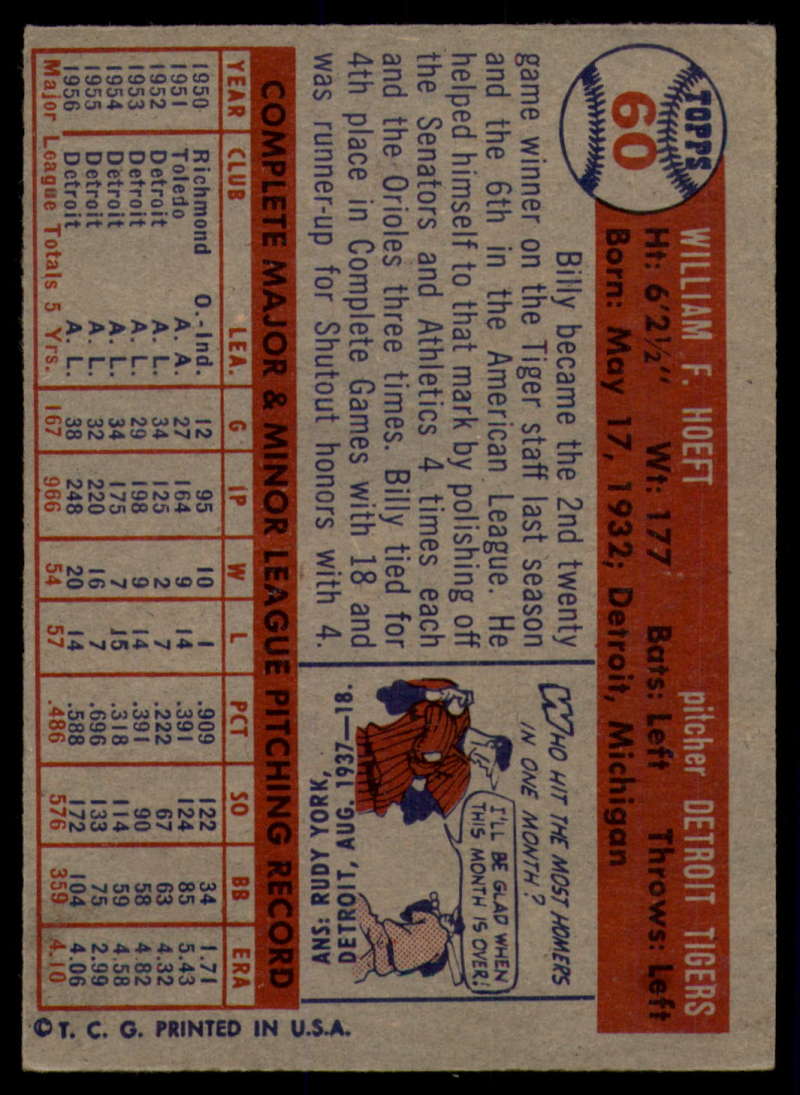 TOPPS
60
WILLIAM F. HOEFT pitcher DETROIT TIGERS
Ht: 6'2½" Wt: 177 Bats: Left Throws: Left
Born: May 17, 1932; Detroit, Michigan
Billy became the 2nd twenty
game winner on the Tiger staff last season
and the 6th in the American League. He
helped himself to that mark by polishing off
the Senators and Athletics 4 times each
and the Orioles three times. Billy tied for
4th place in Complete Games with 18 and
was runner-up for Shutout honors with 4.
WHO HIT THE MOST HOMERS
IN ONE MONTH?
I'LL BE GLAD WHEN
THIS MONTH IS OVER!
ANS: RUDY YORK,
DETROIT, AUG. 1937—18.
COMPLETE MAJOR & MINOR LEAGUE PITCHING RECORD
YEAR CLUB LEA. G IP W L PCT SO BB ERA
1950 Richmond O.-Ind. 12 95 10 1 .909 122 34 1.71
1951 Toledo A. A. 27 164 9 14 .391 124 85 5.43
1952 Detroit A. L. 34 125 2 7 .222 67 63 4.32
1953 Detroit A. L. 29 198 9 14 .391 90 58 4.82
1954 Detroit A. L. 34 175 7 15 .318 114 59 4.58
1955 Detroit A. L. 32 220 16 7 .696 133 75 2.99
1956 Detroit A. L. 38 248 20 14 .588 172 104 4.06
Major League Totals 5 Yrs. 167 966 54 57 .486 576 359 4.10
© T. C. G. PRINTED IN U.S.A.